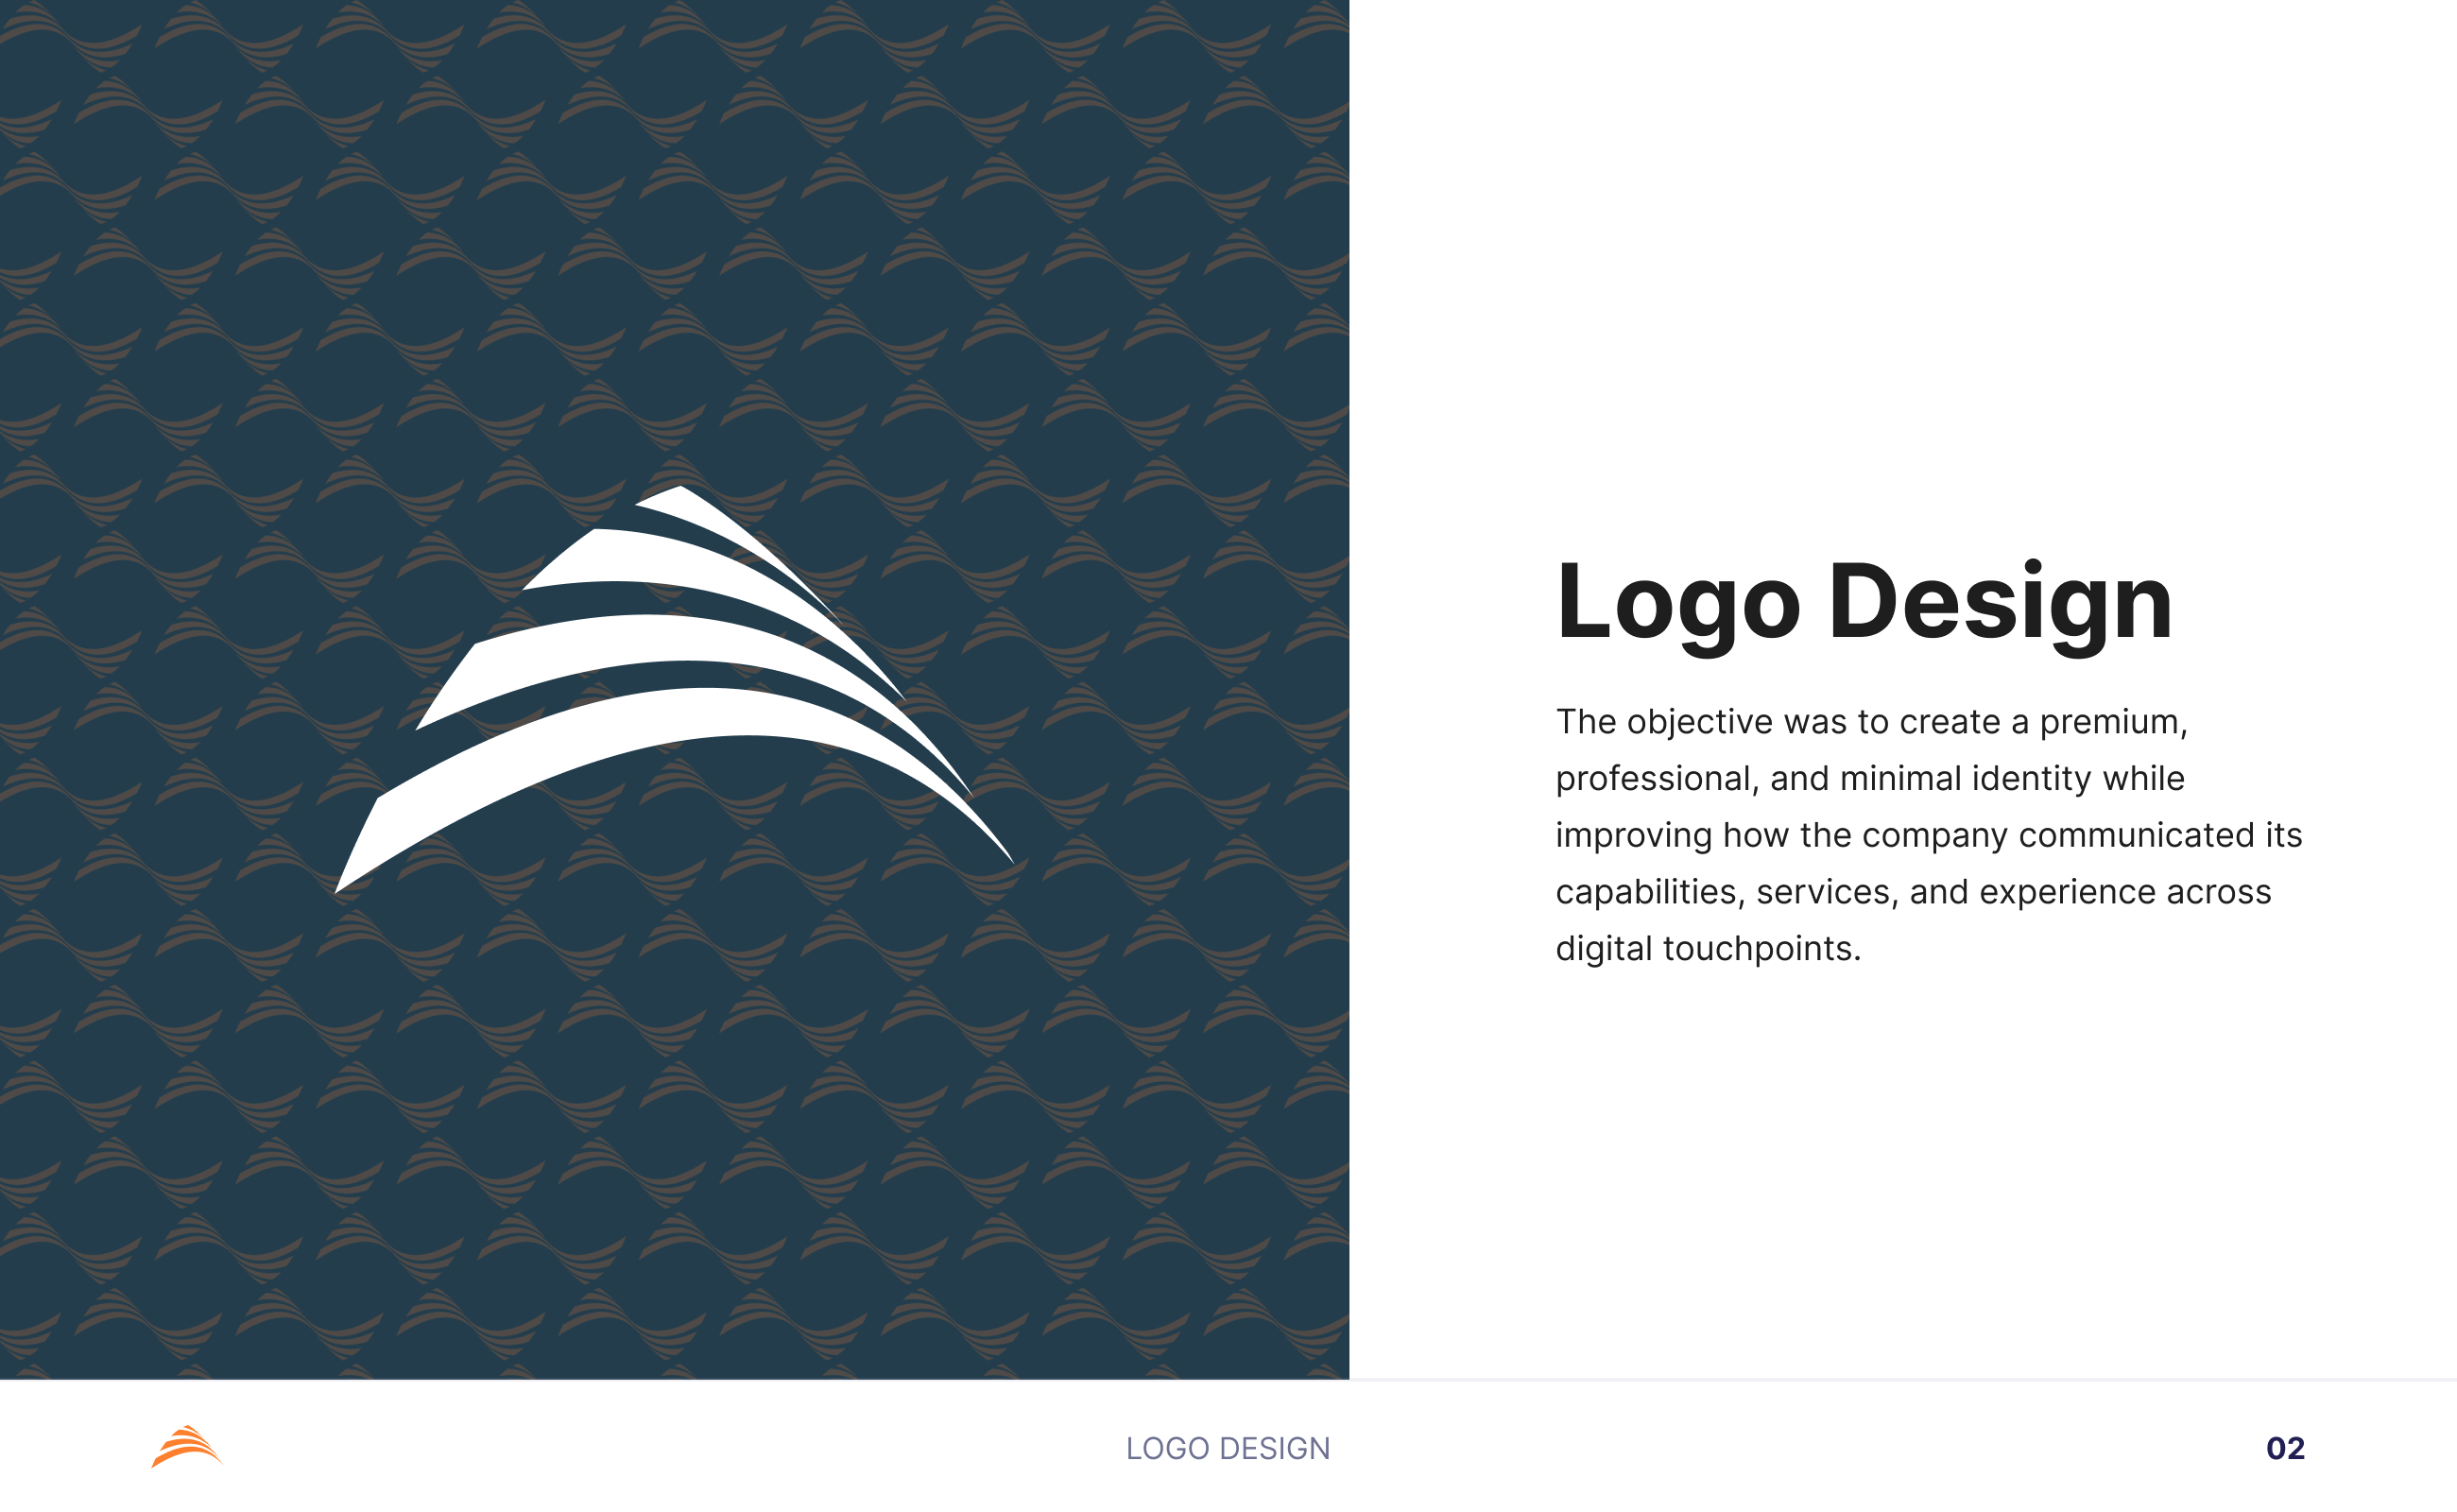 Logo Design
The objective was to create a premium,
professional, and minimal identity while
improving how the company communicated its
capabilities, services, and experience across
digital touchpoints.
LOGO DESIGN
02